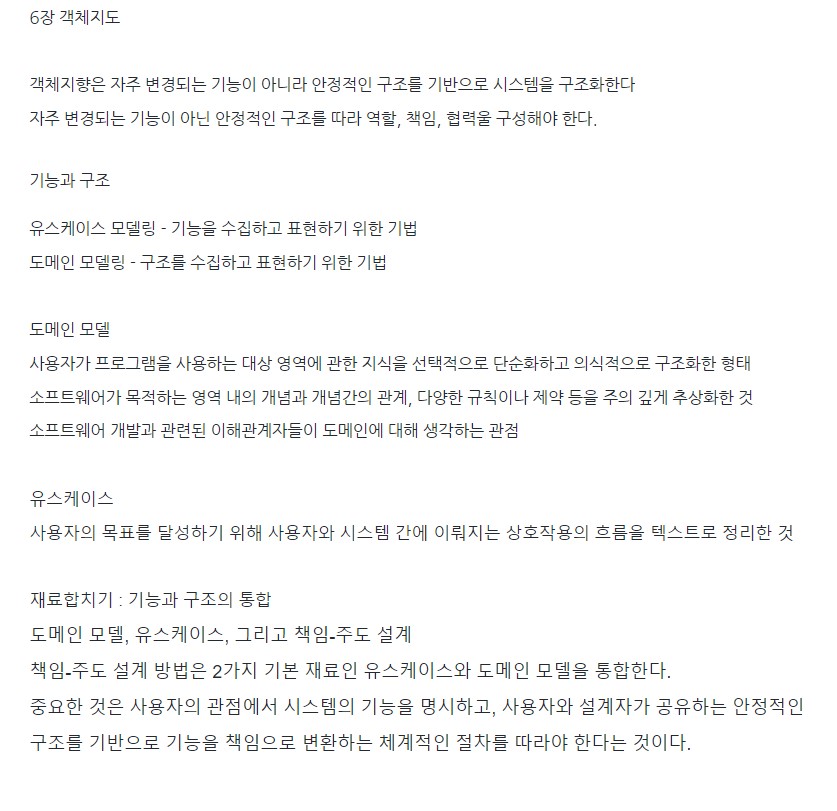 6장 객체지도
객체지향은 자주 변경되는 기능이 아니라 안정적인 구조를 기반으로 시스템을 구조화한다
자주 변경되는 기능이 아닌 안정적인 구조를 따라 역할, 책임, 협력울 구성해야 한다.
기능과 구조
유스케이스 모델링 - 기능을 수집하고 표현하기 위한 기법
도메인 모델링 - 구조를 수집하고 표현하기 위한 기법
도메인 모델
사용자가 프로그램을 사용하는 대상 영역에 관한 지식을 선택적으로 단순화하고 의식적으로 구조화한 형태
소프트웨어가 목적하는 영역 내의 개념과 개념간의 관계, 다양한 규칙이나 제약 등을 주의 깊게 추상화한 것
소프트웨어 개발과 관련된 이해관계자들이 도메인에 대해 생각하는 관점
유스케이스
사용자의 목표를 달성하기 위해 사용자와 시스템 간에 이뤄지는 상호작용의 흐름을 텍스트로 정리한 것
재료합치기 : 기능과 구조의 통합
도메인 모델, 유스케이스, 그리고 책임-주도 설계
책임-주도 설계 방법은 2가지 기본 재료인 유스케이스와 도메인 모델을 통합한다.
중요한 것은 사용자의 관점에서 시스템의 기능을 명시하고, 사용자와 설계자가 공유하는 안정적인
구조를 기반으로 기능을 책임으로 변환하는 체계적인 절차를 따라야 한다는 것이다.